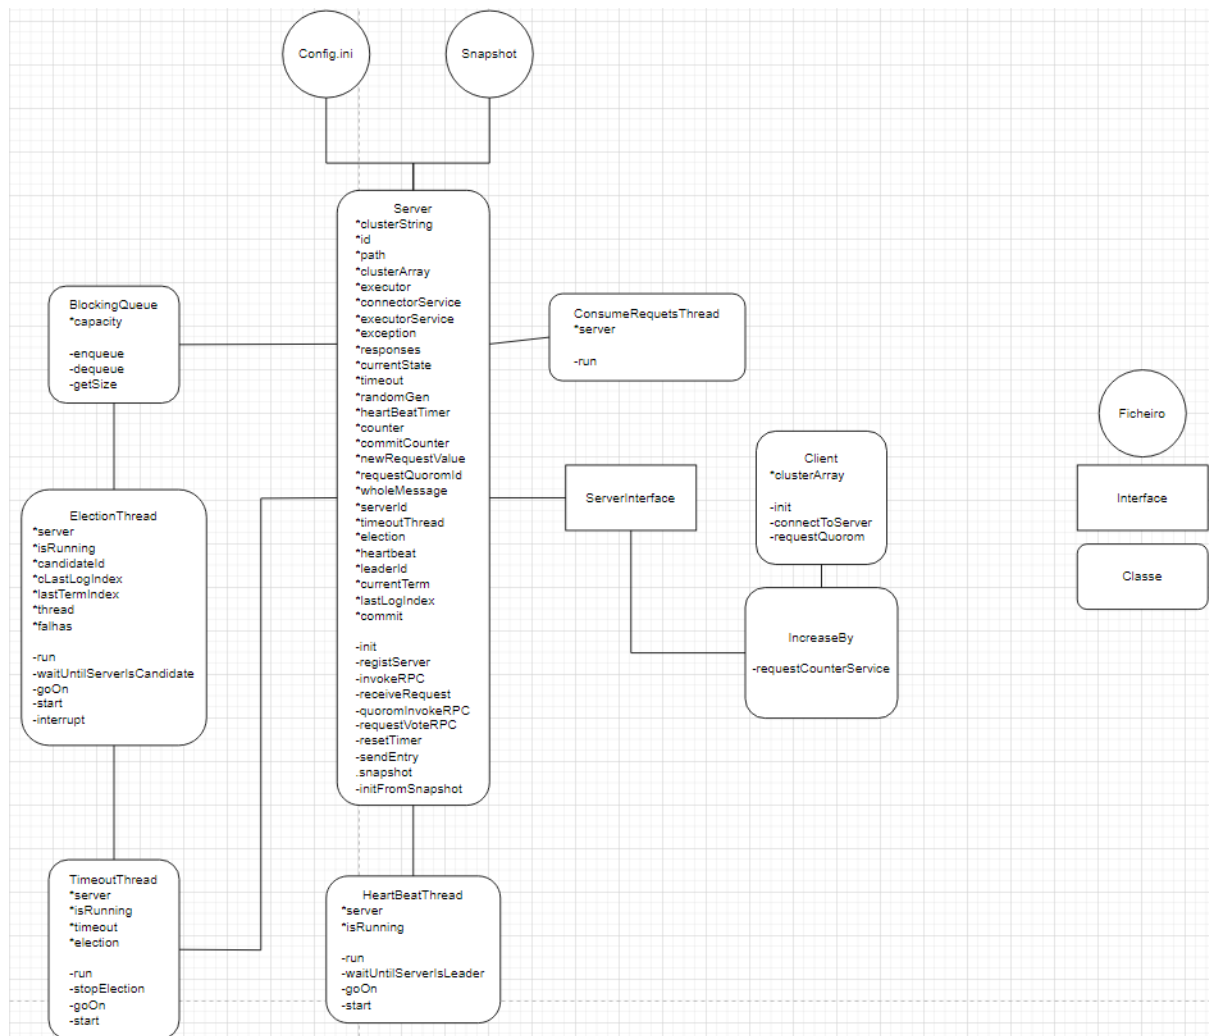 Config.ini
Snapshot
Server
*clusterString
*id
*path
*clusterArray
*executor
*connectorService
*executorService
*exception
*responses
*currentState
*timeout
*randomGen
*heartBeatTimer
*counter
*commitCounter
*newRequestValue
*requestQuoromId
*wholeMessage
*serverId
*timeoutThread
*election
*heartbeat
*leaderId
*currentTerm
*lastLogIndex
*commit
-init
-registServer
-invokeRPC
-receiveRequest
-quoromInvokeRPC
-requestVoteRPC
-resetTimer
-sendEntry
.snapshot
-initFromSnapshot
BlockingQueue
*capacity
-enqueue
-dequeue
-getSize
ConsumeRequetsThread
*server
-run
ElectionThread
*server
*isRunning
*candidateId
*cLastLogIndex
*lastTermIndex
*thread
*falhas
-run
-waitUntilServerIsCandidate
-goOn
-start
-interrupt
ServerInterface
Client
*clusterArray
-init
-connectToServer
-requestQuorom
IncreaseBy
-requestCounterService
Ficheiro
Interface
Classe
TimeoutThread
*server
*isRunning
*timeout
*election
-run
-stopElection
-goOn
-start
HeartBeatThread
*server
*isRunning
-run
-waitUntilServerIsLeader
-goOn
-start